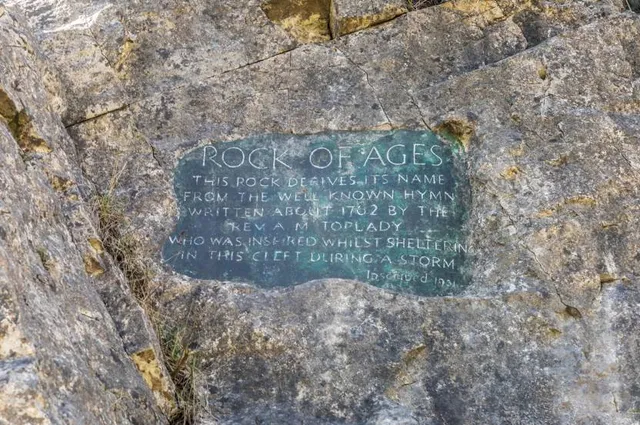 ROCK OF AGES
THIS ROCK DERIVES ITS NAME
FROM THE WELL KNOWN HYMN
WRITTEN ABOUT 1762 BY THE
REV. A M TOPLADY
WHO WAS INSPIRED WHILST SHELTERING
IN THIS CLEFT DURING A STORM
Inscribed 1951